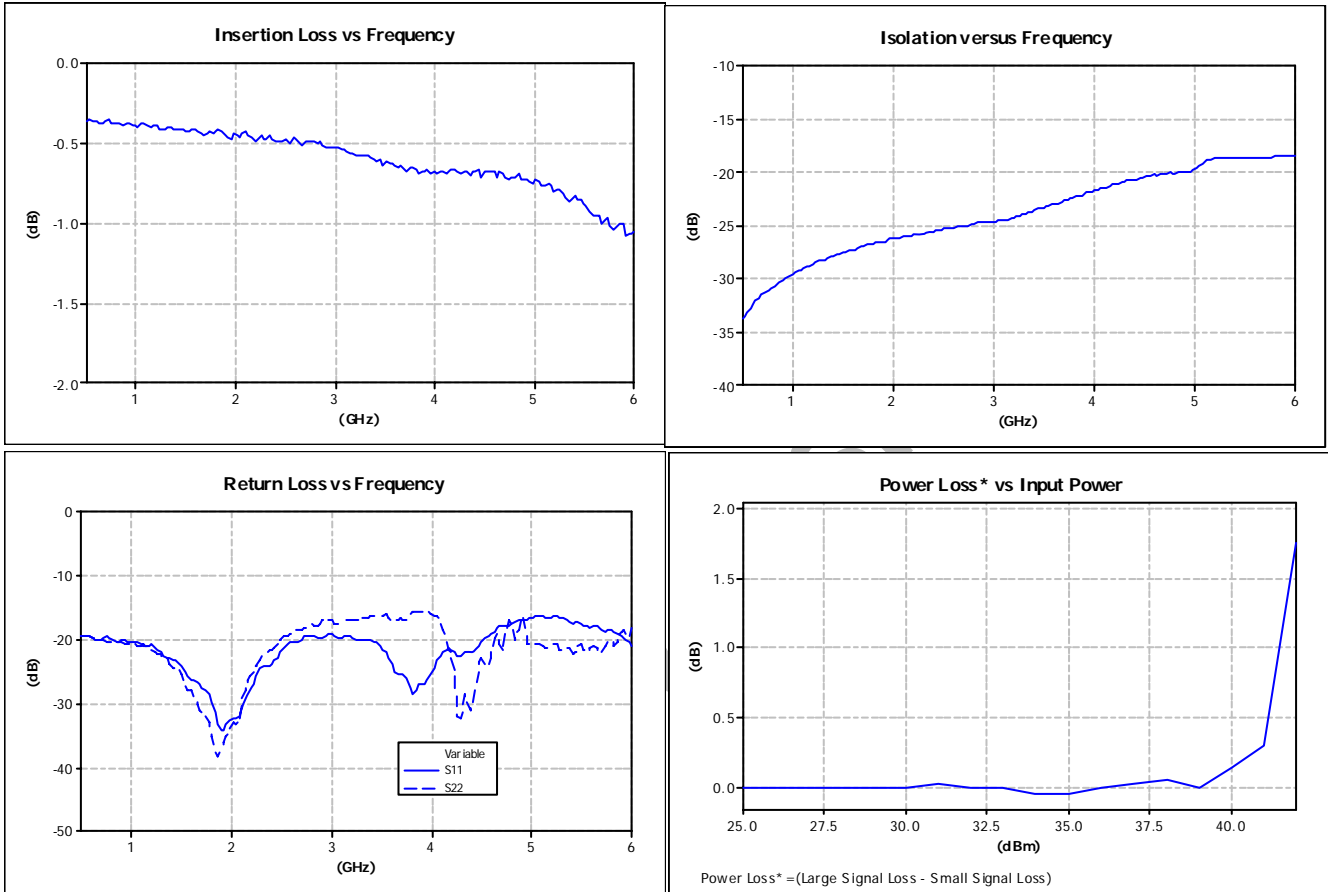 Insertion Loss vs Frequency
0.0
-0.5
-1.0
-1.5
-2.0
(dB)
1 2 3 4 5 6
(GHz)
Isolation versus Frequency
-10
-15
-20
-25
-30
-35
-40
(dB)
1 2 3 4 5 6
(GHz)
Return Loss vs Frequency
0
-10
-20
-30
-40
-50
(dB)
Variable
S11
S22
1 2 3 4 5 6
(GHz)
Power Loss* vs Input Power
2.0
1.5
1.0
0.5
0.0
(dB)
25.0 27.5 30.0 32.5 35.0 37.5 40.0
(dBm)
Power Loss* =(Large Signal Loss - Small Signal Loss)